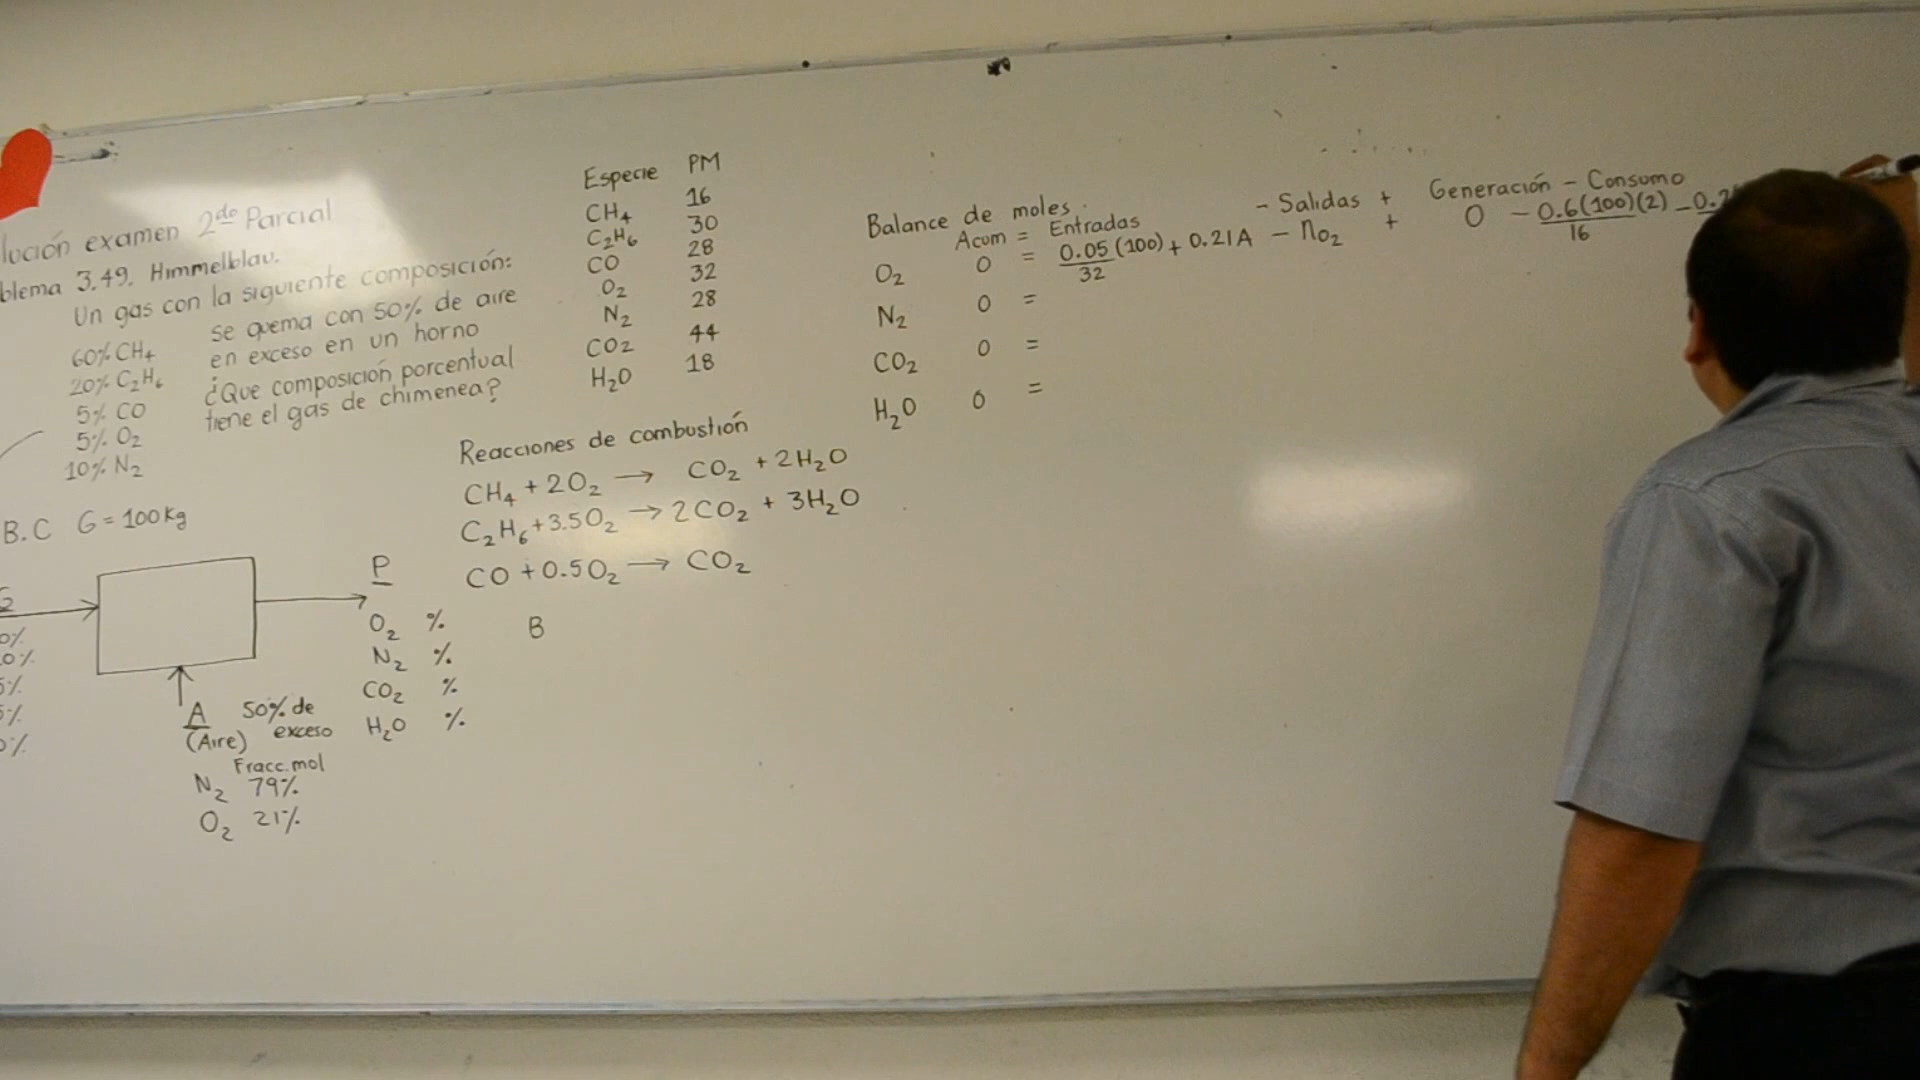 lución examen 2do Parcial
blema 3.49. Himmelblau.
Un gas con la siguiente composición:
60% CH4 se quema con 50% de aire
20% C2H6 en exceso en un horno
5% CO ¿Que composición porcentual
5% O2 tiene el gas de chimenea?
10% N2
B.C G = 100 Kg
G
0%
0%
5%
5%
0%
A 50% de
(Aire) exceso
Fracc. mol
N2 79%
O2 21%
P
O2 %
N2 %
CO2 %
H2O %
Especie PM
CH4 16
C2H6 30
CO 28
O2 32
N2 28
CO2 44
H2O 18
Reacciones de combustión
CH4 + 2O2 → CO2 + 2H2O
C2H6 + 3.5O2 → 2CO2 + 3H2O
CO + 0.5O2 → CO2
B
Balance de moles.
Acum = Entradas - Salidas + Generación - Consumo
O2 0 = 0.05(100)/32 + 0.21A - nO2 + 0 - 0.6(100)(2)/16 - 0.2
N2 0 =
CO2 0 =
H2O 0 =